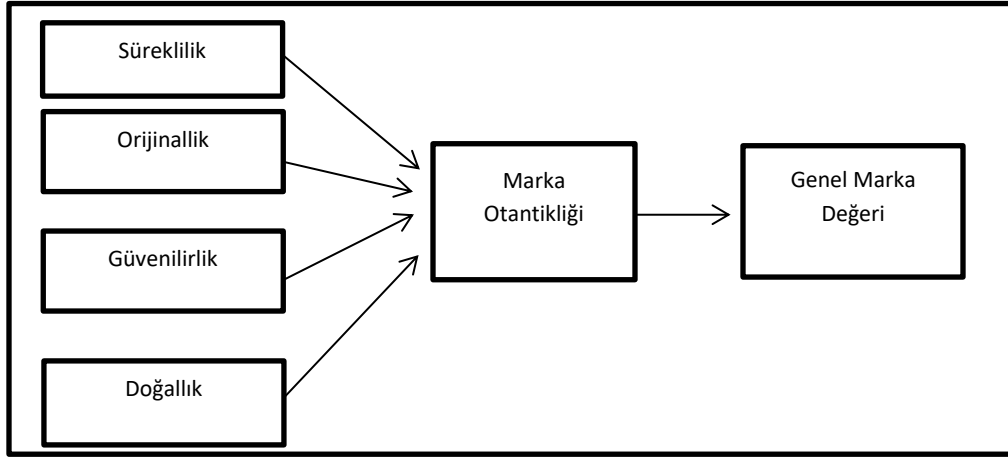 Süreklilik
Orijinallik
Güvenilirlik
Doğallık
Marka
Otantikliği
Genel Marka
Değeri